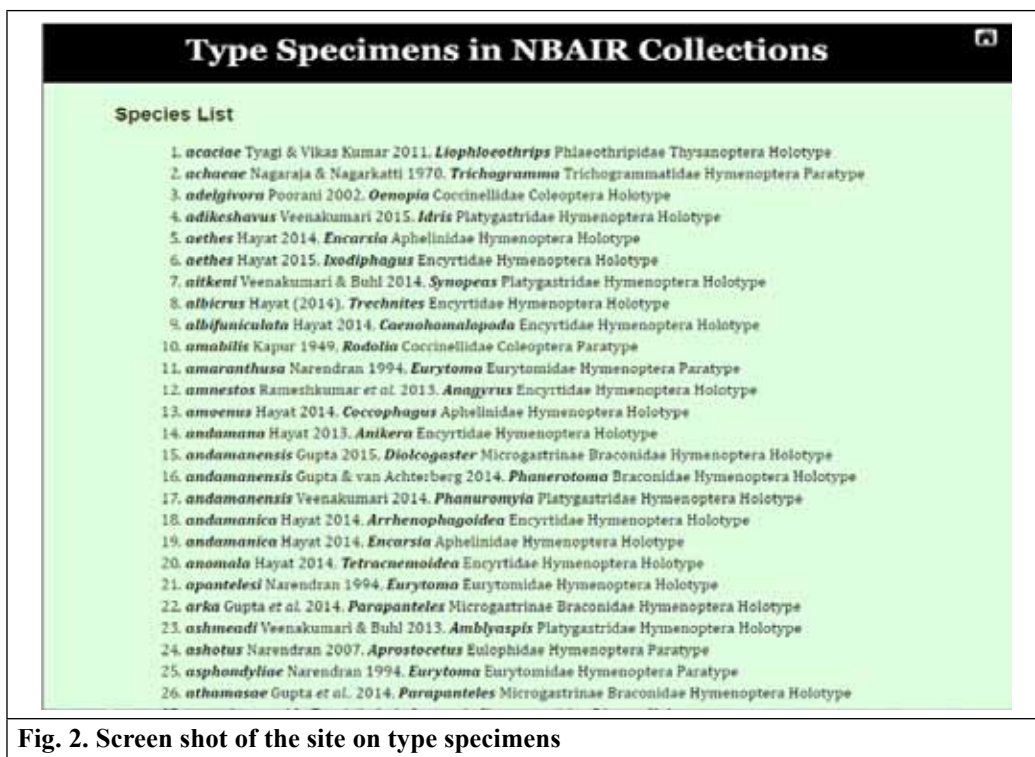 Type Specimens in NBAIR Collections
Species List
1. acaciae Tyagi & Vikas Kumar 2011. Liophloeothrips Phlaeothripidae Thysanoptera Holotype
2. achaeae Nagaraja & Nagarkatti 1970. Trichogramma Trichogrammatidae Hymenoptera Paratype
3. adelgivora Poorani 2002. Oenopia Coccinellidae Coleoptera Holotype
4. adikeshavus Veenakumari 2015. Idris Platygastridae Hymenoptera Holotype
5. aethes Hayat 2014. Encarsia Aphelinidae Hymenoptera Holotype
6. aethes Hayat 2015. Ixodiphagus Encyrtidae Hymenoptera Holotype
7. aitkeni Veenakumari & Buhl 2014. Synopeas Platygastridae Hymenoptera Holotype
8. albicrus Hayat (2014). Trechnites Encyrtidae Hymenoptera Holotype
9. albifuniculata Hayat 2014. Caenohomalopoda Encyrtidae Hymenoptera Holotype
10. amabilis Kapur 1949, Rodolia Coccinellidae Coleoptera Paratype
11. amaranthusa Narendran 1994. Eurytoma Eurytomidae Hymenoptera Paratype
12. amnestos Rameshkumar et al. 2013. Anagyrus Encyrtidae Hymenoptera Holotype
13. amoenus Hayat 2014. Coccophagus Aphelinidae Hymenoptera Holotype
14. andamana Hayat 2013. Anikera Encyrtidae Hymenoptera Holotype
15. andamanensis Gupta 2015. Diolcogaster Microgastrinae Braconidae Hymenoptera Holotype
16. andamanensis Gupta & van Achterberg 2014. Phanerotoma Braconidae Hymenoptera Holotype
17. andamanensis Veenakumari 2014. Phanuromyia Platygastridae Hymenoptera Holotype
18. andamanica Hayat 2014. Arrhenophagoidea Encyrtidae Hymenoptera Holotype
19. andamanica Hayat 2014. Encarsia Aphelinidae Hymenoptera Holotype
20. anomala Hayat 2014. Tetracnemoidea Encyrtidae Hymenoptera Holotype
21. apantelesi Narendran 1994. Eurytoma Eurytomidae Hymenoptera Holotype
22. arka Gupta et al. 2014. Parapanteles Microgastrinae Braconidae Hymenoptera Holotype
23. ashmeadi Veenakumari & Buhl 2013. Amblyaspis Platygastridae Hymenoptera Holotype
24. ashotus Narendran 2007. Aprostocetus Eulophidae Hymenoptera Paratype
25. asphondyliae Narendran 1994. Eurytoma Eurytomidae Hymenoptera Paratype
26. athamasae Gupta et al. 2014. Parapanteles Microgastrinae Braconidae Hymenoptera Holotype
Fig. 2. Screen shot of the site on type specimens